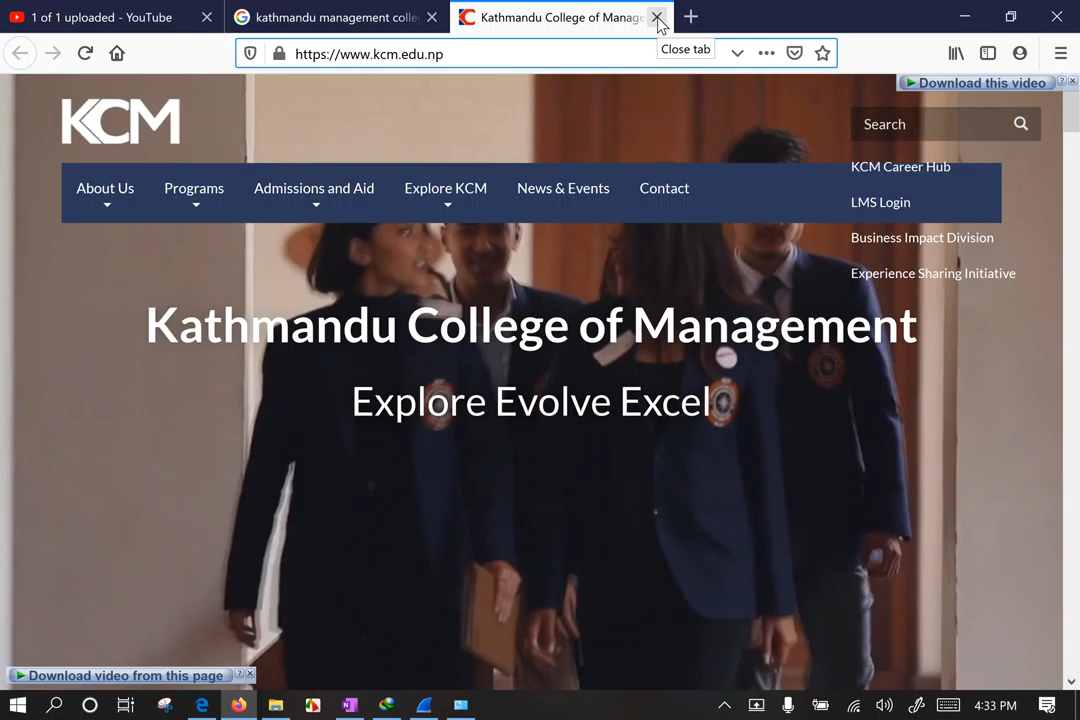 1 of 1 uploaded - YouTube
kathmandu management colle
Kathmandu College of Manage
Close tab
https://www.kcm.edu.np
Download this video
KCM
Search
KCM Career Hub
LMS Login
Business Impact Division
Experience Sharing Initiative
About Us
Programs
Admissions and Aid
Explore KCM
News & Events
Contact
Kathmandu College of Management
Explore Evolve Excel
Download video from this page
4:33 PM